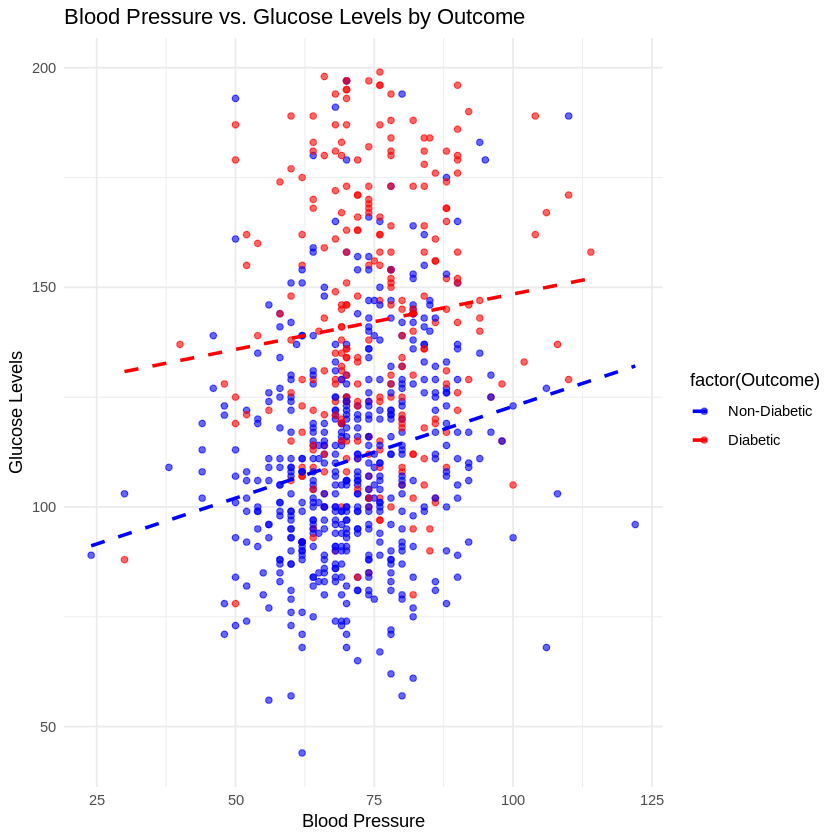 Blood Pressure vs. Glucose Levels by Outcome
200
150
100
50
Glucose Levels
25 50 75 100 125
Blood Pressure
factor(Outcome)
Non-Diabetic
Diabetic